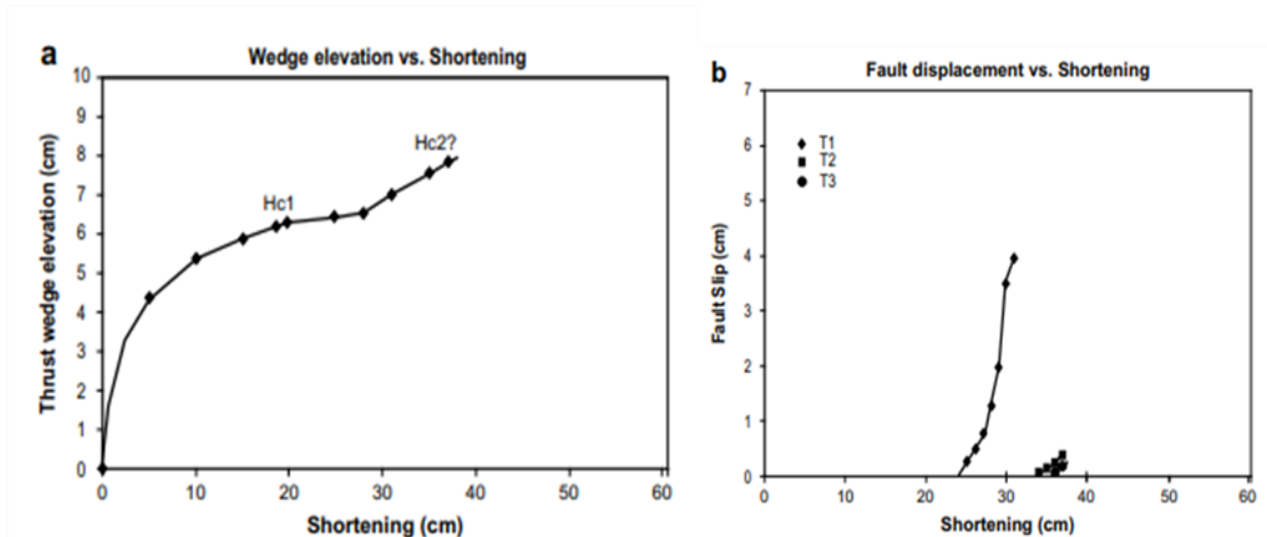 a
Wedge elevation vs. Shortening
10
9
8
7
6
5
4
3
2
1
0
Thrust wedge elevation (cm)
Hc1
Hc2?
0 10 20 30 40 50 60
Shortening (cm)
b
Fault displacement vs. Shortening
7
6
5
4
3
2
1
0
Fault Slip (cm)
T1
T2
T3
0 10 20 30 40 50 60
Shortening (cm)